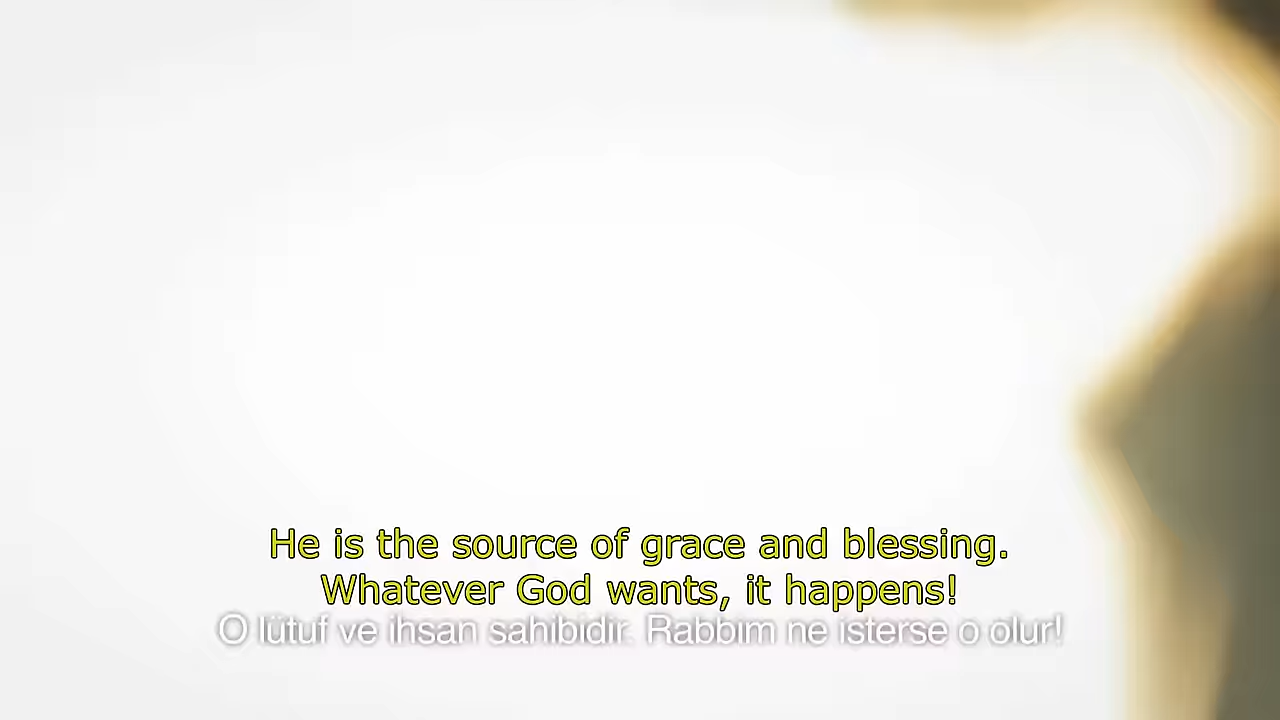 He is the source of grace and blessing.
Whatever God wants, it happens!
O lütuf ve ihsan sahibidir. Rabbim ne isterse o olur!